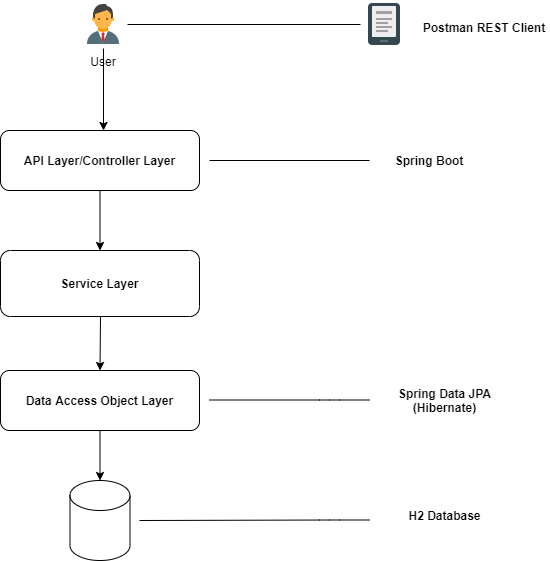 Postman REST Client
User
API Layer/Controller Layer
Spring Boot
Service Layer
Data Access Object Layer
Spring Data JPA
(Hibernate)
H2 Database